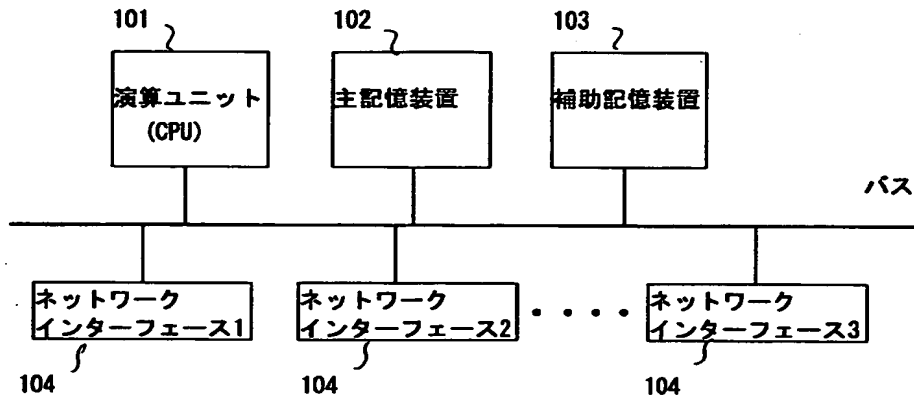 101
102
103
演算ユニット
(CPU)
主記憶装置
補助記憶装置
バス
ネットワーク
インターフェース1
ネットワーク
インターフェース2
・・・・
ネットワーク
インターフェース3
104
104
104